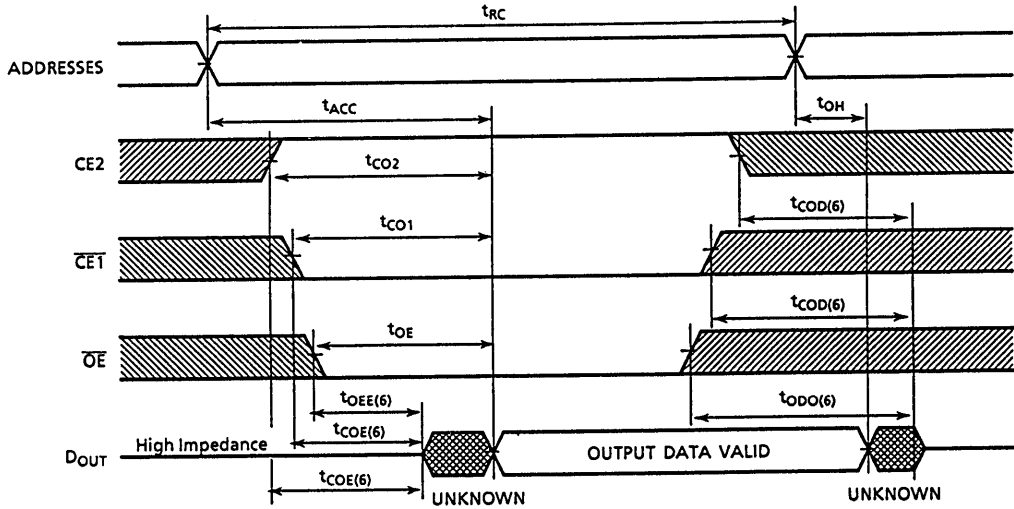 tRC
ADDRESSES
tACC
tOH
CE2
tCO2
tCOD(6)
CE1
tCO1
tCOD(6)
OE
tOE
tOEE(6)
tODO(6)
High Impedance
tCOE(6)
DOUT
OUTPUT DATA VALID
tCOE(6)
UNKNOWN
UNKNOWN